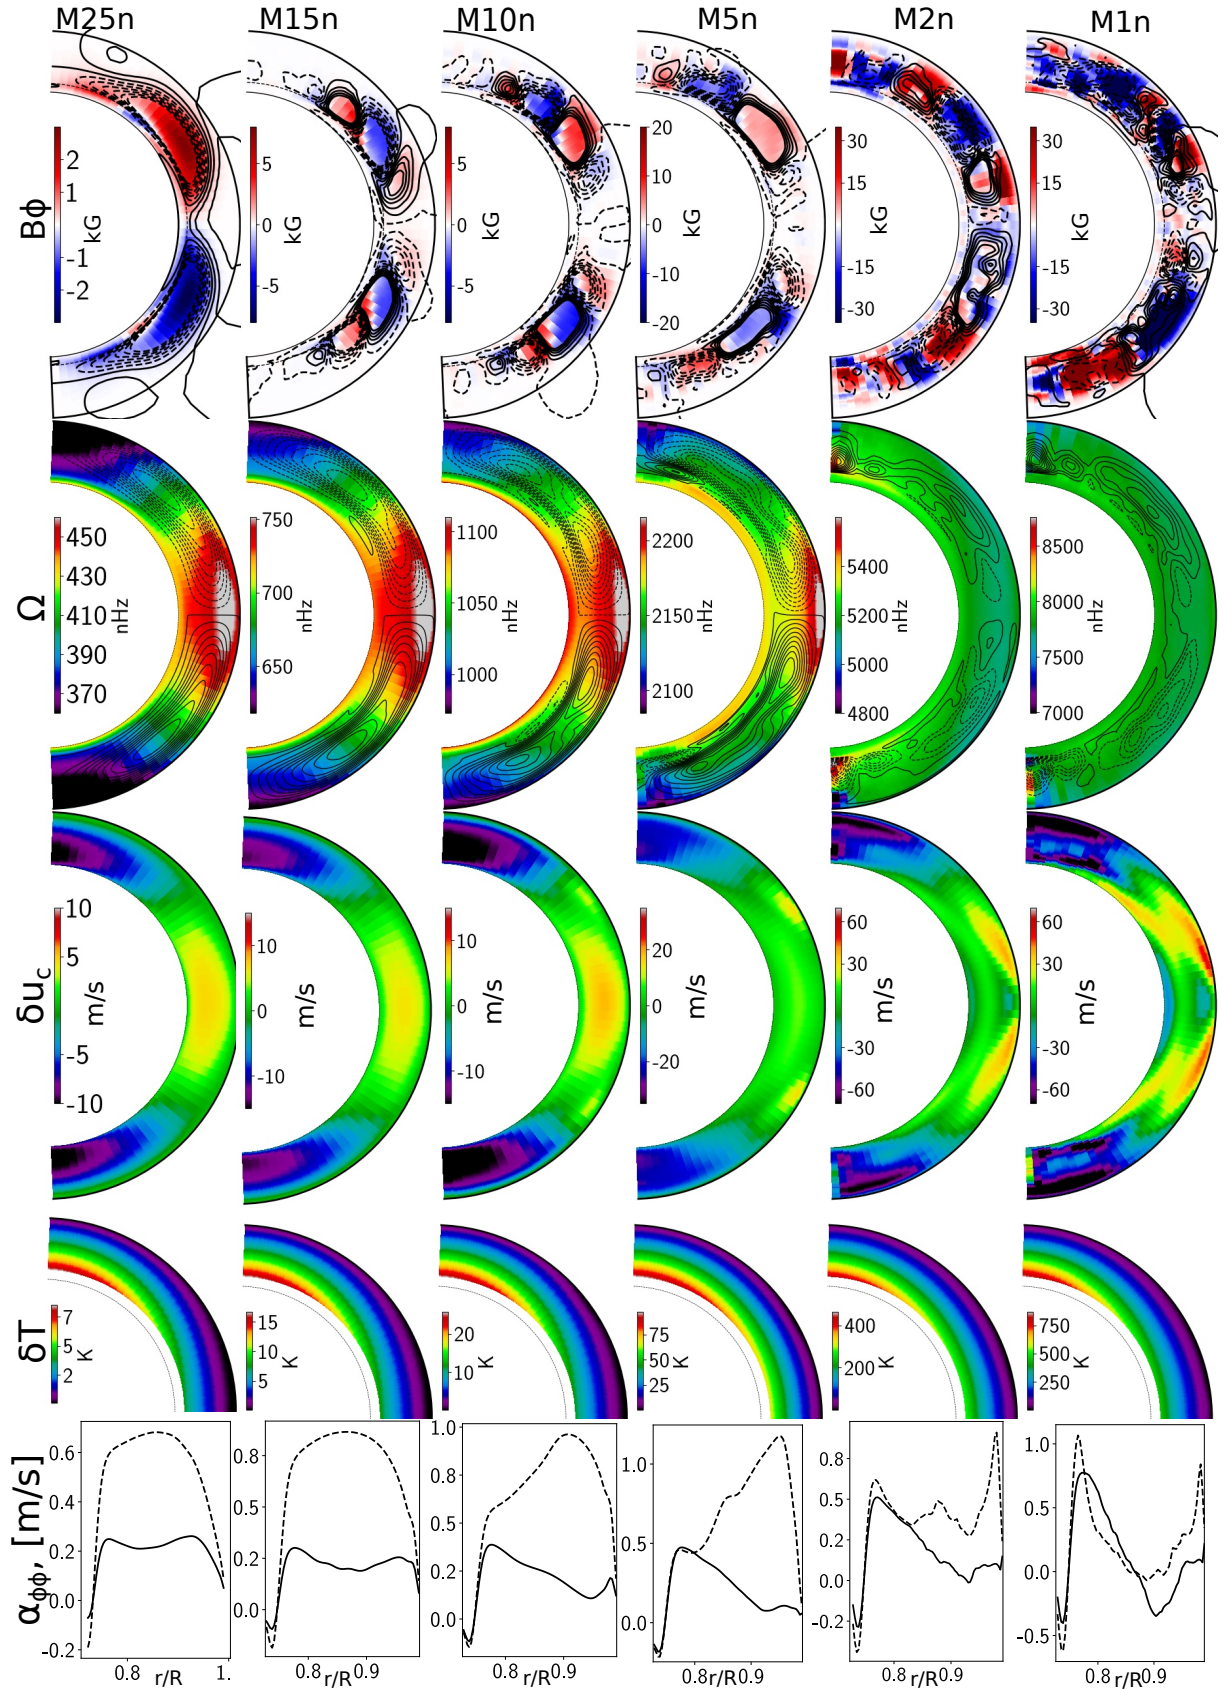 M25n M15n M10n M5n M2n M1n
Bϕ
2 1 0 -1 -2 kG
5 0 -5 kG
5 0 -5 kG
20 10 0 -10 -20 kG
30 15 0 -15 -30 kG
30 15 0 -15 -30 kG
Ω
450 430 410 390 370 nHz
750 700 650 nHz
1100 1050 1000 nHz
2200 2150 2100 nHz
5400 5200 5000 4800 nHz
8500 8000 7500 7000 nHz
δu_c
10 5 0 -5 -10 m/s
10 0 -10 m/s
10 0 -10 m/s
20 0 -20 m/s
60 30 0 -30 -60 m/s
60 30 0 -30 -60 m/s
δT
7 5 2 K
15 10 5 K
20 10 K
75 50 25 K
400 200 K
750 500 250 K
α_ϕϕ, [m/s]
0.6 0.4 0.2 0.0 -0.2
0.8 0.5 0.2 0.0
1.0 0.8 0.5 0.2 0.0
1.0 0.5 0.0
0.8 0.5 0.2 0.0 -0.2
1.0 0.5 0.0 -0.5
0.8 r/R 1.
0.8 r/R 0.9
0.8 r/R 0.9
0.8 r/R 0.9
0.8 r/R 0.9
0.8 r/R 0.9